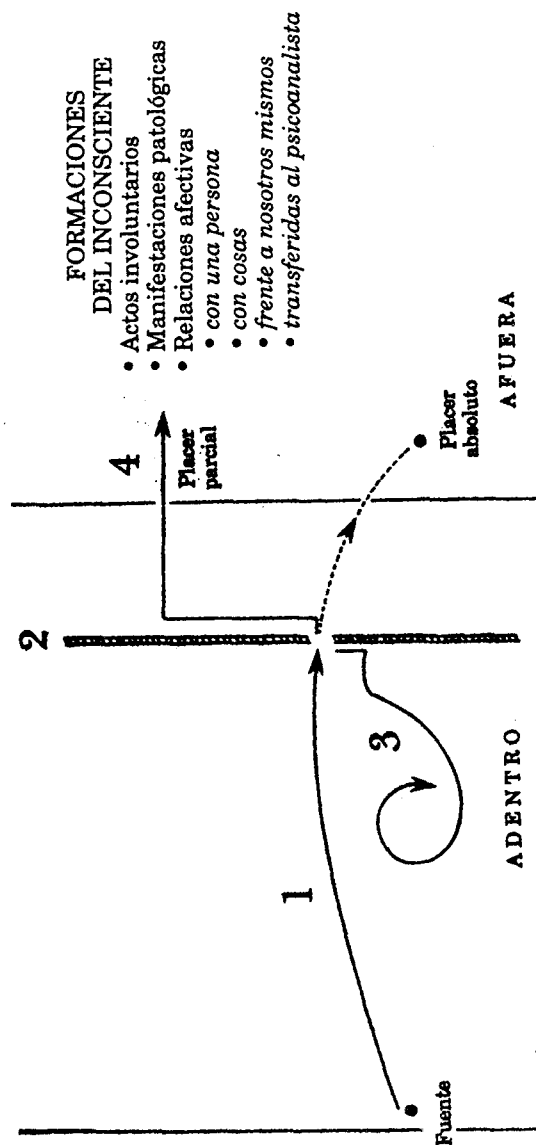 FORMACIONES
DEL INCONSCIENTE
• Actos involuntarios
• Manifestaciones patológicas
• Relaciones afectivas
• con una persona
• con cosas
• frente a nosotros mismos
• transferidas al psicoanalista
4
Placer
parcial
2
Placer
absoluto
AFUERA
1
3
ADENTRO
Fuente